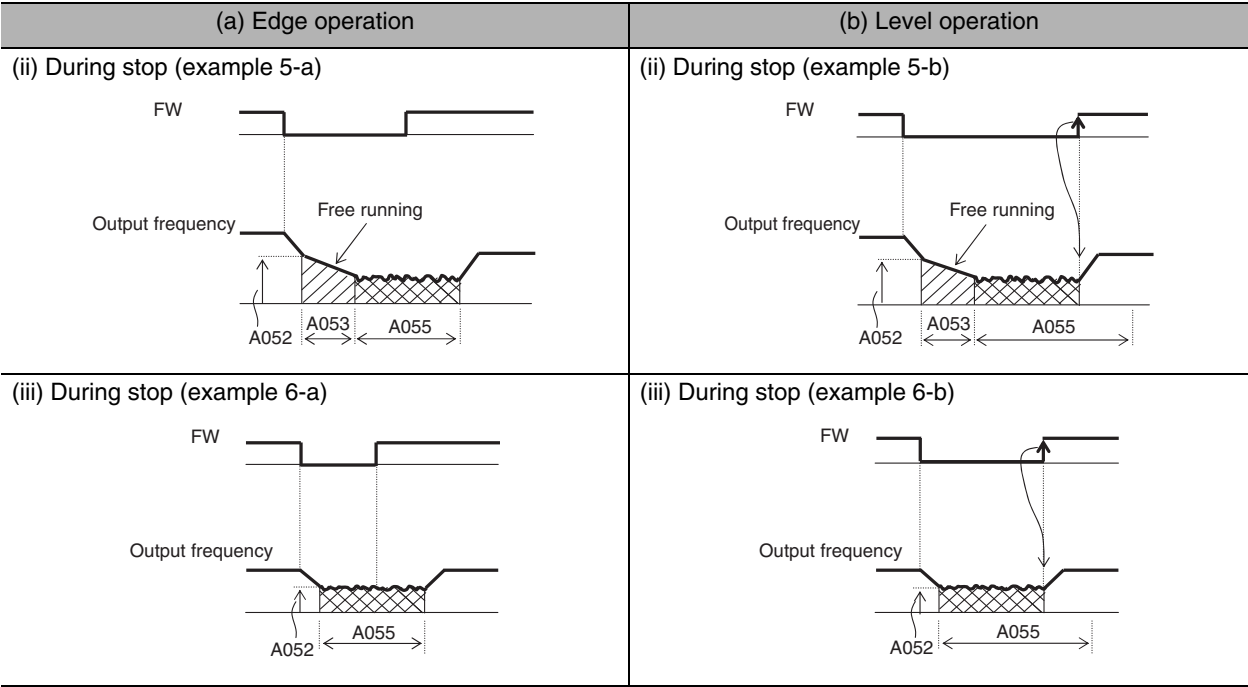 (a) Edge operation
(b) Level operation
(ii) During stop (example 5-a)
FW
Output frequency
Free running
A052
A053
A055
(ii) During stop (example 5-b)
FW
Output frequency
Free running
A052
A053
A055
(iii) During stop (example 6-a)
FW
Output frequency
A052
A055
(iii) During stop (example 6-b)
FW
Output frequency
A052
A055